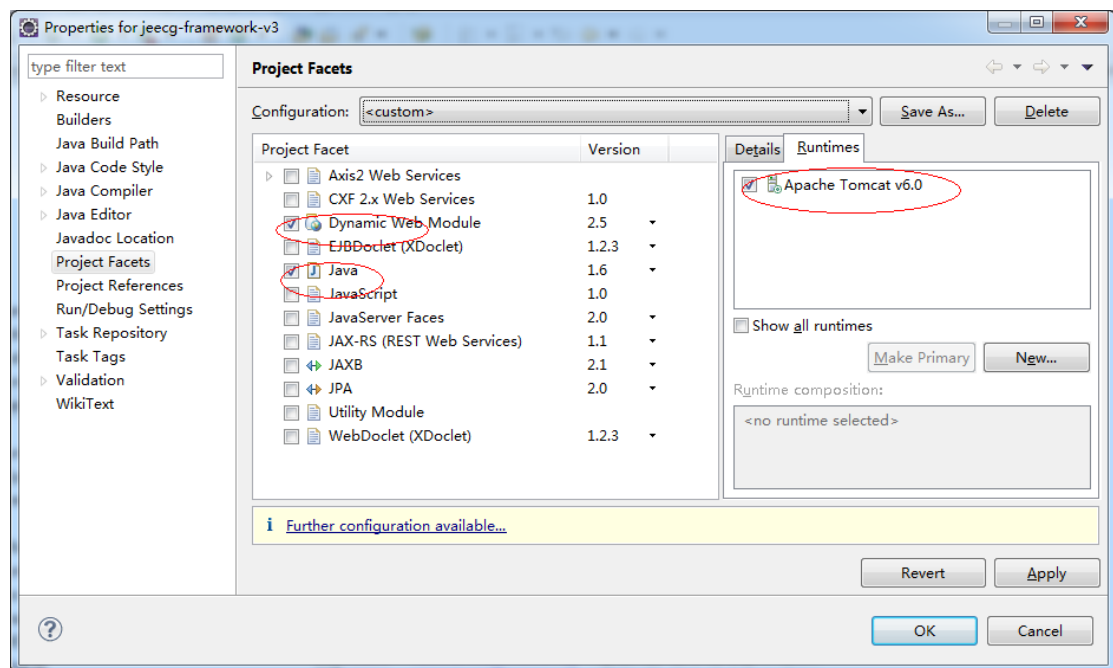 Properties for jeecg-framework-v3
type filter text
Resource
Builders
Java Build Path
Java Code Style
Java Compiler
Java Editor
Javadoc Location
Project Facets
Project References
Run/Debug Settings
Task Repository
Task Tags
Validation
WikiText
Project Facets
Configuration: <custom> Save As... Delete
Project Facet Version
Axis2 Web Services
CXF 2.x Web Services 1.0
Dynamic Web Module 2.5
EJBDoclet (XDoclet) 1.2.3
Java 1.6
JavaScript 1.0
JavaServer Faces 2.0
JAX-RS (REST Web Services) 1.1
JAXB 2.1
JPA 2.0
Utility Module
WebDoclet (XDoclet) 1.2.3
Details Runtimes
Apache Tomcat v6.0
Show all runtimes
Make Primary New...
Runtime composition:
<no runtime selected>
i Further configuration available...
Revert Apply
? OK Cancel